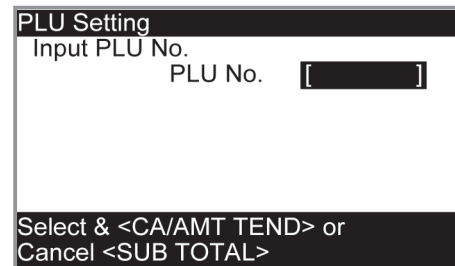 PLU Setting
Input PLU No.
PLU No. [ ]
Select & <CA/AMT TEND> or
Cancel <SUB TOTAL>